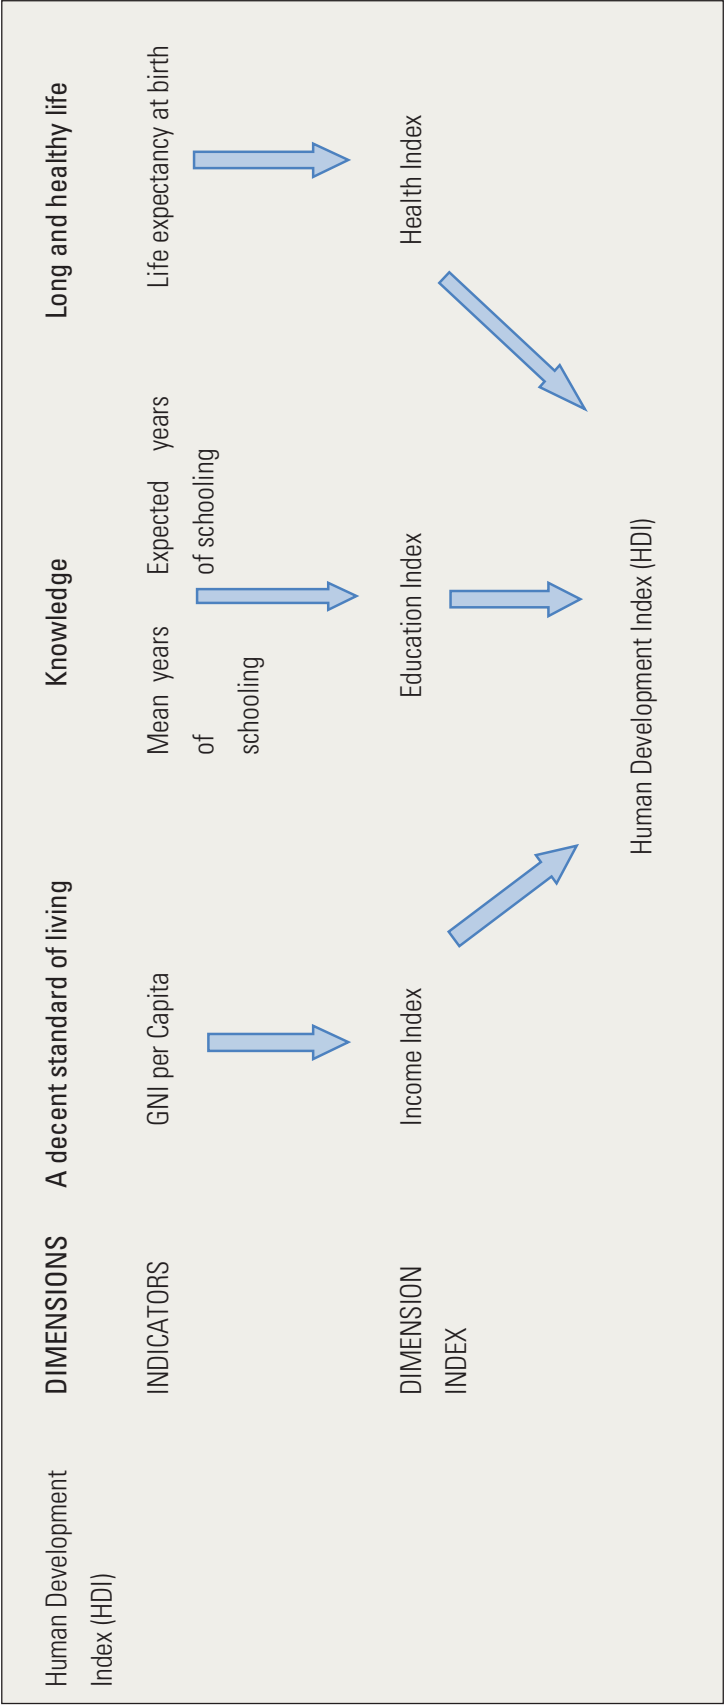 Human Development
Index (HDI)
DIMENSIONS
A decent standard of living
Knowledge
Long and healthy life
INDICATORS
GNI per Capita
Mean years
of
schooling
Expected years
of schooling
Life expectancy at birth
DIMENSION
INDEX
Income Index
Education Index
Health Index
Human Development Index (HDI)